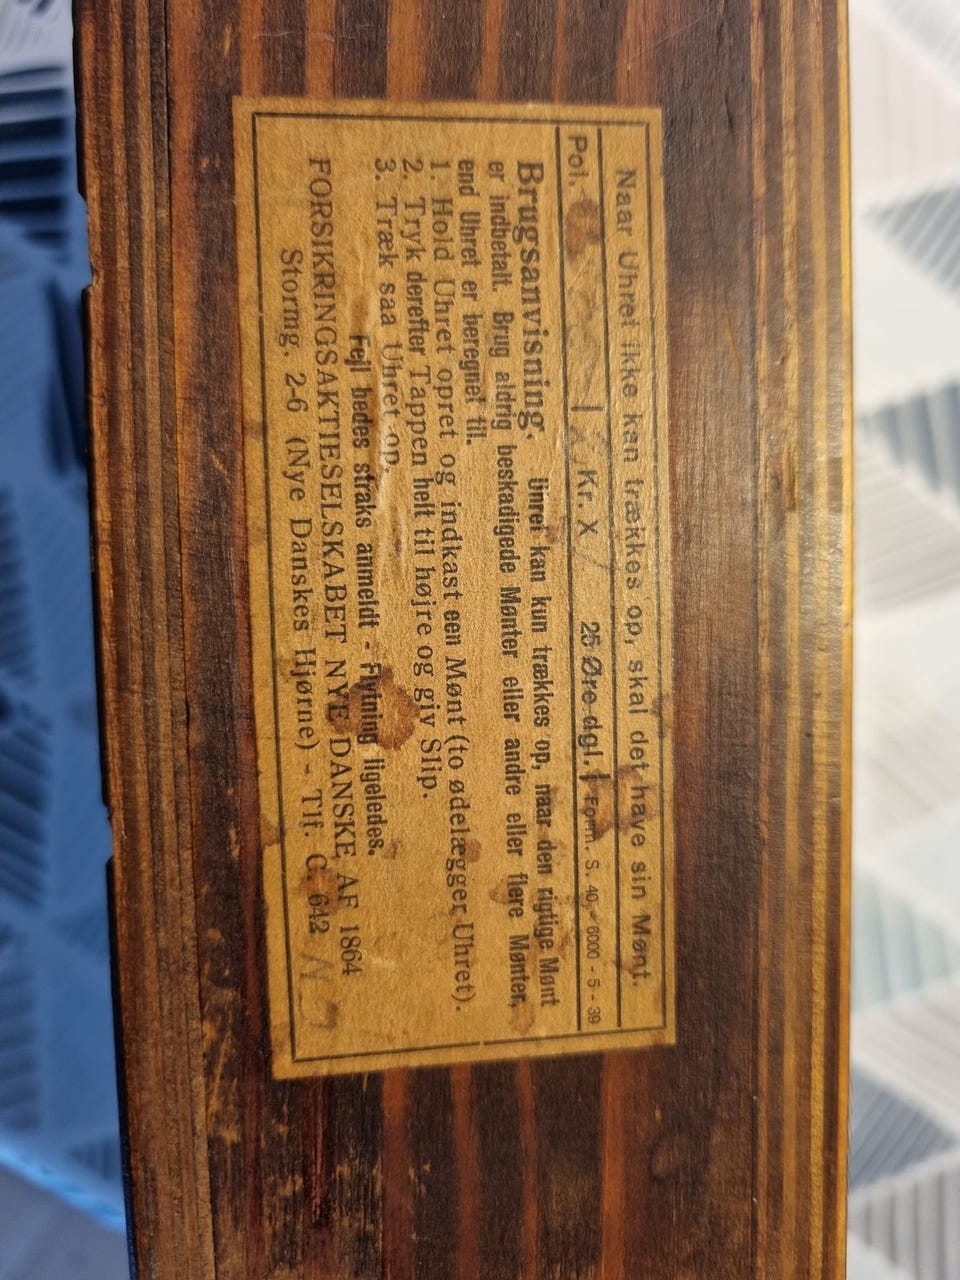 Naar Uhret ikke kan trækkes op, skal det have sin Mønt.
Pol. Kr. X 25 Øre dgl. Form. S. 40, - 6000 - 5 - 39
Brugsanvisning. Uhret kan kun trækkes op, naar den rigtige Mønt
er indbetalt. Brug aldrig beskadigede Mønter eller andre eller flere Mønter,
end Uhret er beregnet til.
1. Hold Uhret opret og indkast een Mønt (to ødelægger Uhret).
2. Tryk derefter Tappen helt til højre og giv Slip.
3. Træk saa Uhret op.
Fejl bedes straks anmeldt - Flytning ligeledes.
FORSIKRINGSAKTIESELSKABET NYE DANSKE AF 1864
Stormg. 2-6 (Nye Danskes Hjørne) - Tlf. C. 642